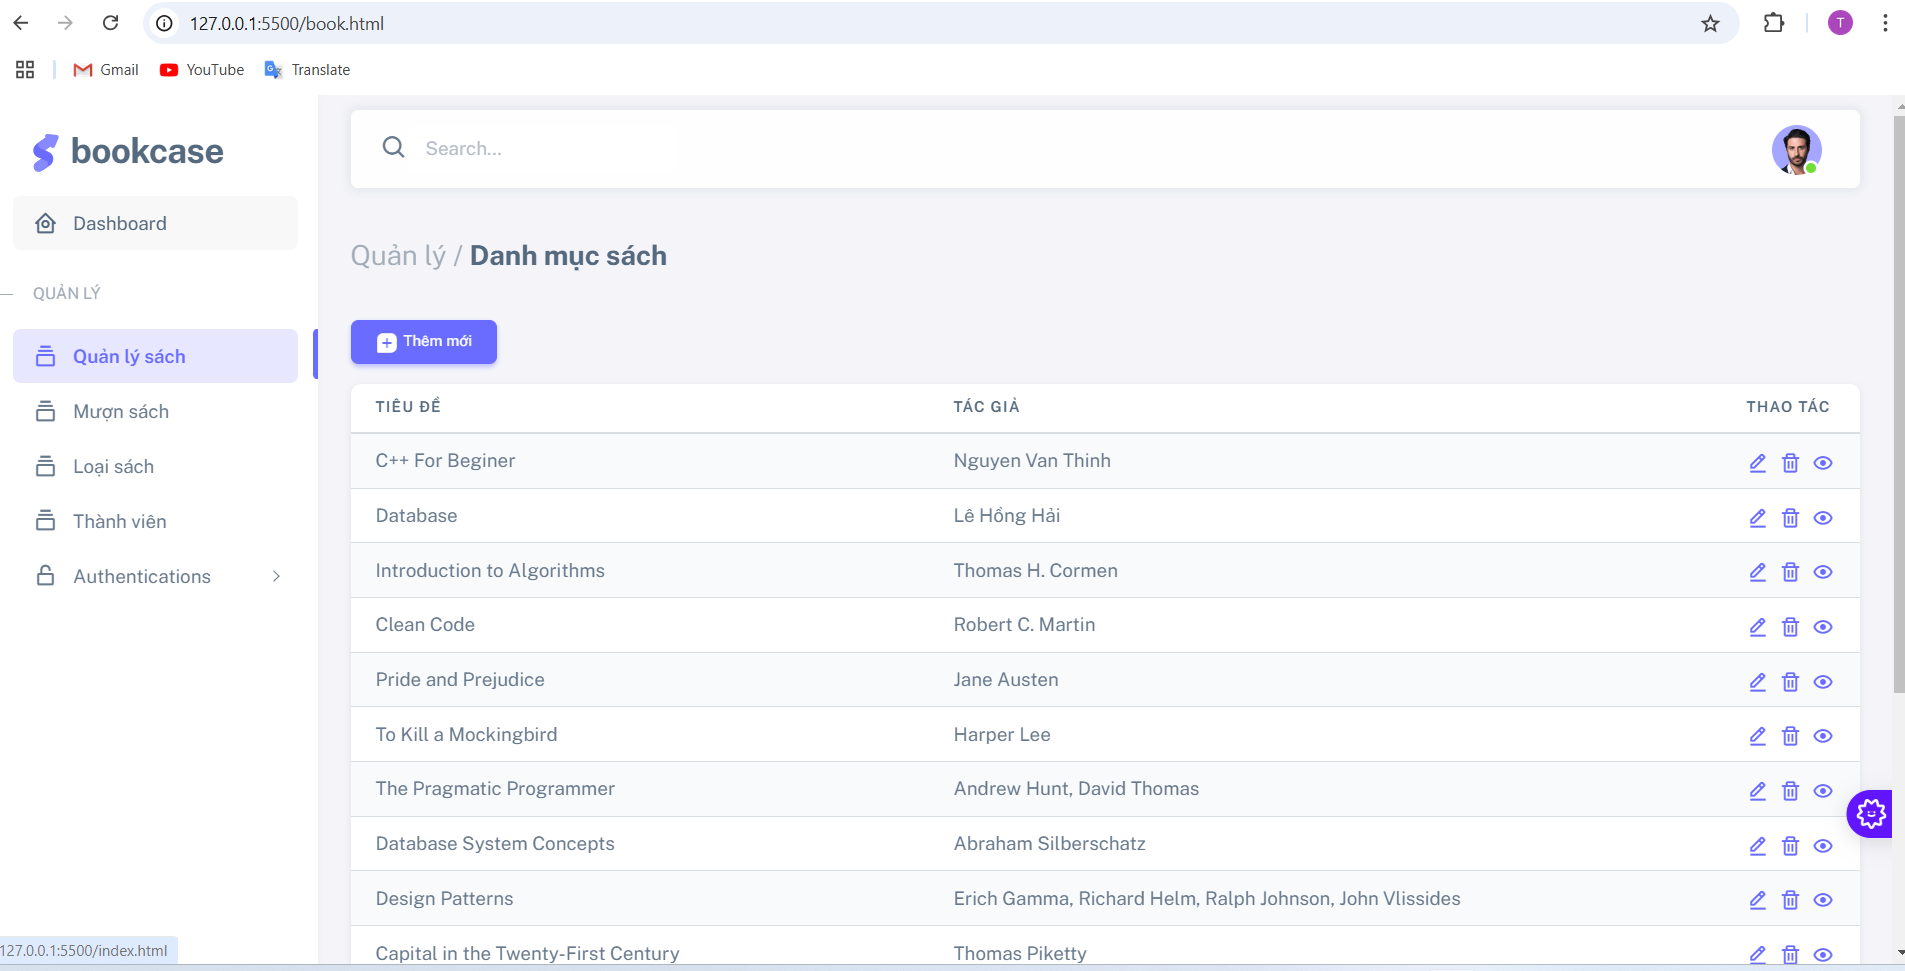 127.0.0.1:5500/book.html
T
Gmail YouTube Translate
bookcase
Search...
Dashboard
Quản lý / Danh mục sách
QUẢN LÝ
Thêm mới
Quản lý sách
Mượn sách
Loại sách
Thành viên
Authentications
TIÊU ĐỀ TÁC GIẢ THAO TÁC
C++ For Beginer Nguyen Van Thinh
Database Lê Hồng Hải
Introduction to Algorithms Thomas H. Cormen
Clean Code Robert C. Martin
Pride and Prejudice Jane Austen
To Kill a Mockingbird Harper Lee
The Pragmatic Programmer Andrew Hunt, David Thomas
Database System Concepts Abraham Silberschatz
Design Patterns Erich Gamma, Richard Helm, Ralph Johnson, John Vlissides
Capital in the Twenty-First Century Thomas Piketty
127.0.0.1:5500/index.html